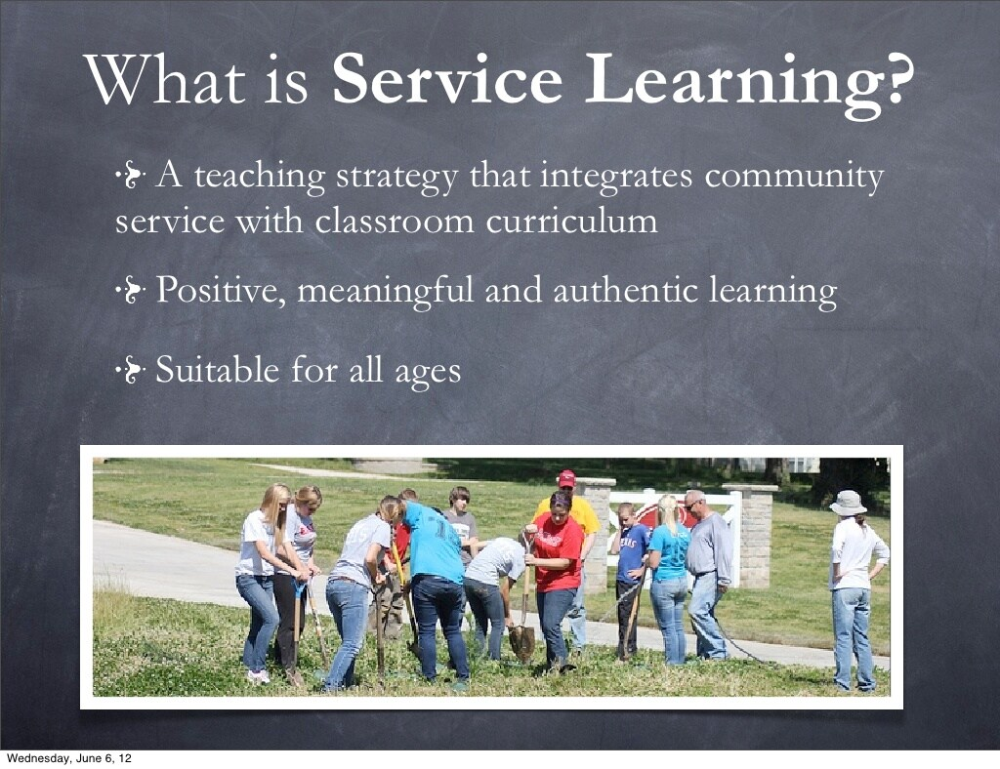 What is Service Learning?
A teaching strategy that integrates community
service with classroom curriculum
Positive, meaningful and authentic learning
Suitable for all ages
Wednesday, June 6, 12